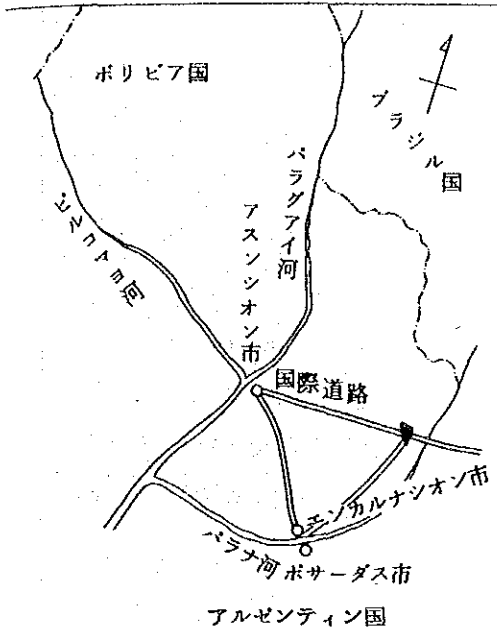 ボリビア国
ブラジル国
パラグアイ河
アスンシオン市
ピルコマヨ河
国際道路
エンカルナシオン市
パラナ河
ポサーダス市
アルゼンティン国